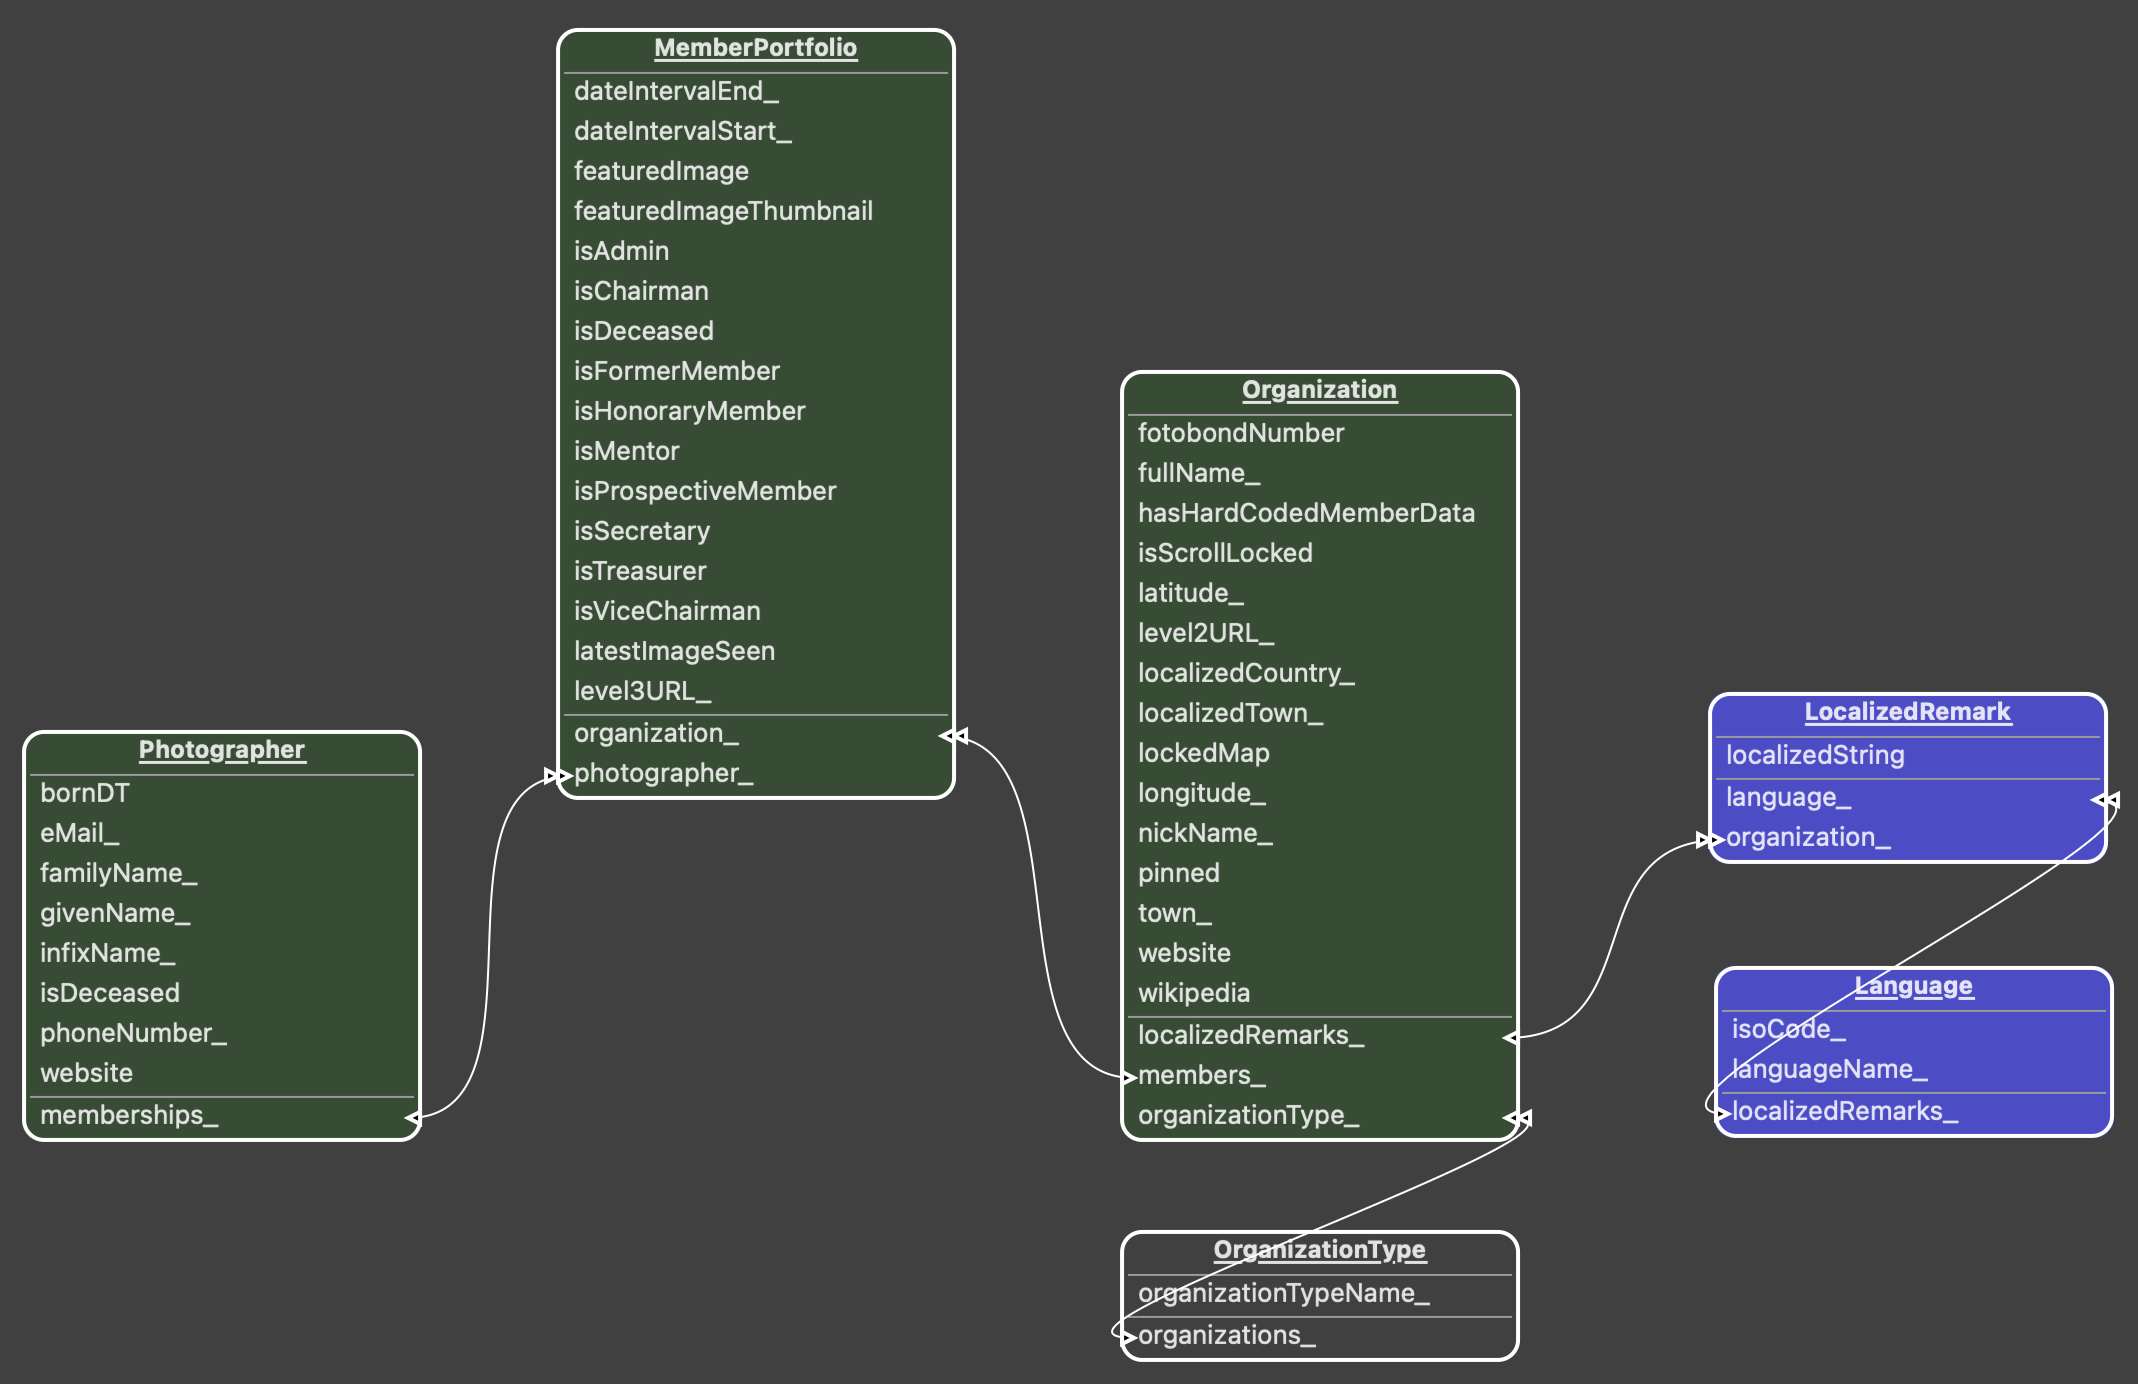 MemberPortfolio
dateIntervalEnd_
dateIntervalStart_
featuredImage
featuredImageThumbnail
isAdmin
isChairman
isDeceased
isFormerMember
isHonoraryMember
isMentor
isProspectiveMember
isSecretary
isTreasurer
isViceChairman
latestImageSeen
level3URL_
organization_
photographer_
Photographer
bornDT
eMail_
familyName_
givenName_
infixName_
isDeceased
phoneNumber_
website
memberships_
Organization
fotobondNumber
fullName_
hasHardCodedMemberData
isScrollLocked
latitude_
level2URL_
localizedCountry_
localizedTown_
lockedMap
longitude_
nickName_
pinned
town_
website
wikipedia
localizedRemarks_
members_
organizationType_
LocalizedRemark
localizedString
language_
organization_
Language
isoCode_
languageName_
localizedRemarks_
OrganizationType
organizationTypeName_
organizations_